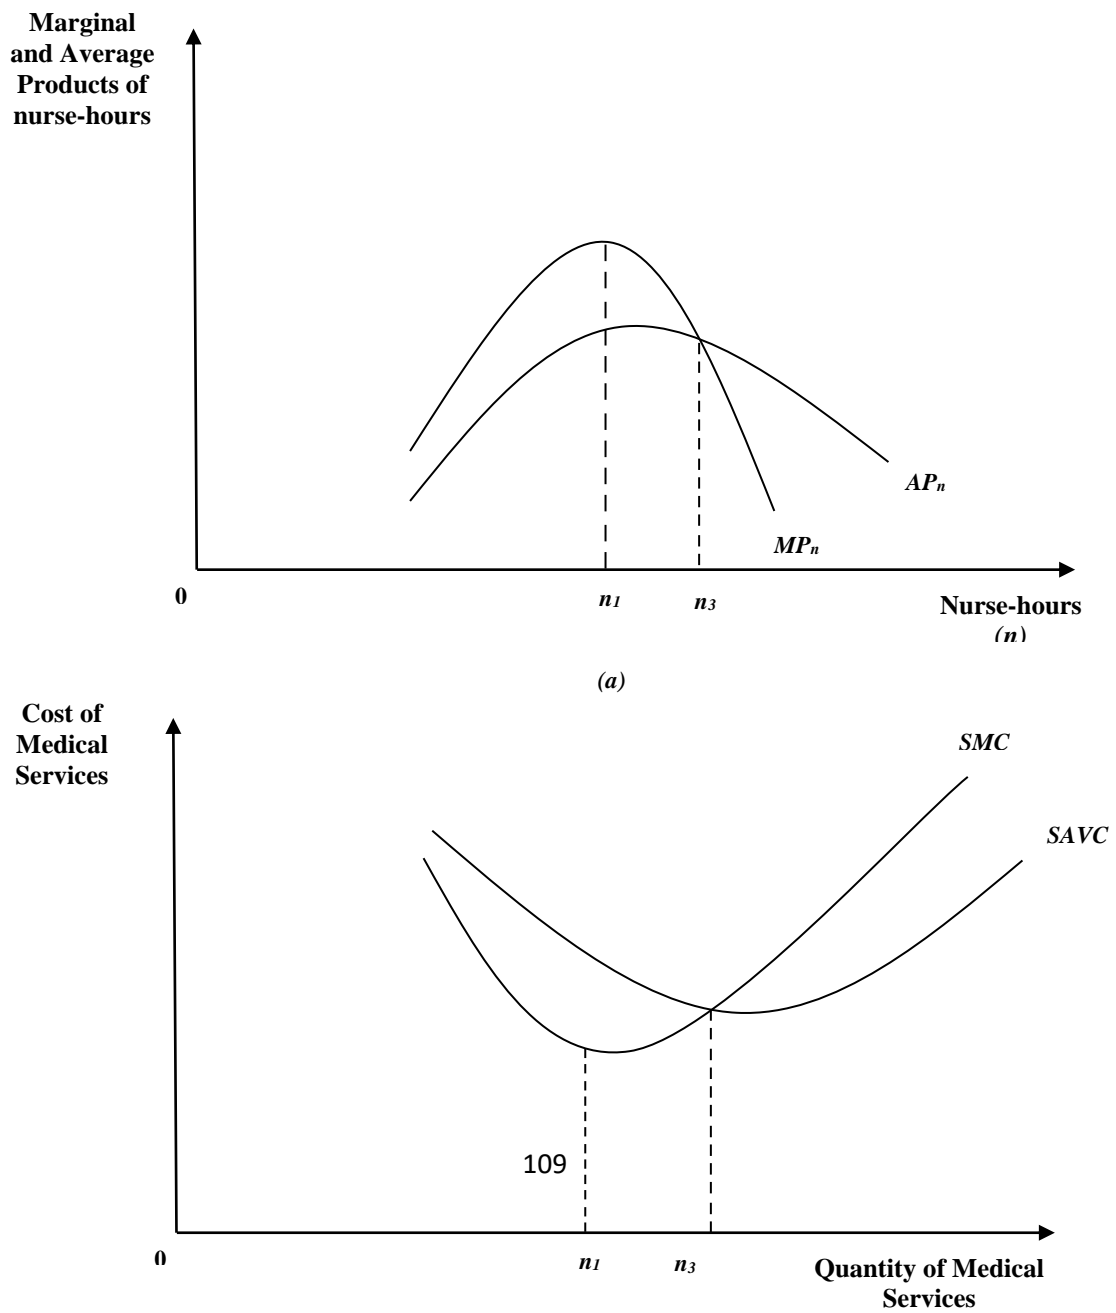 Marginal
and Average
Products of
nurse-hours
APn
MPn
0
n1
n3
Nurse-hours
(n)
(a)
Cost of
Medical
Services
SMC
SAVC
109
0
n1
n3
Quantity of Medical
Services